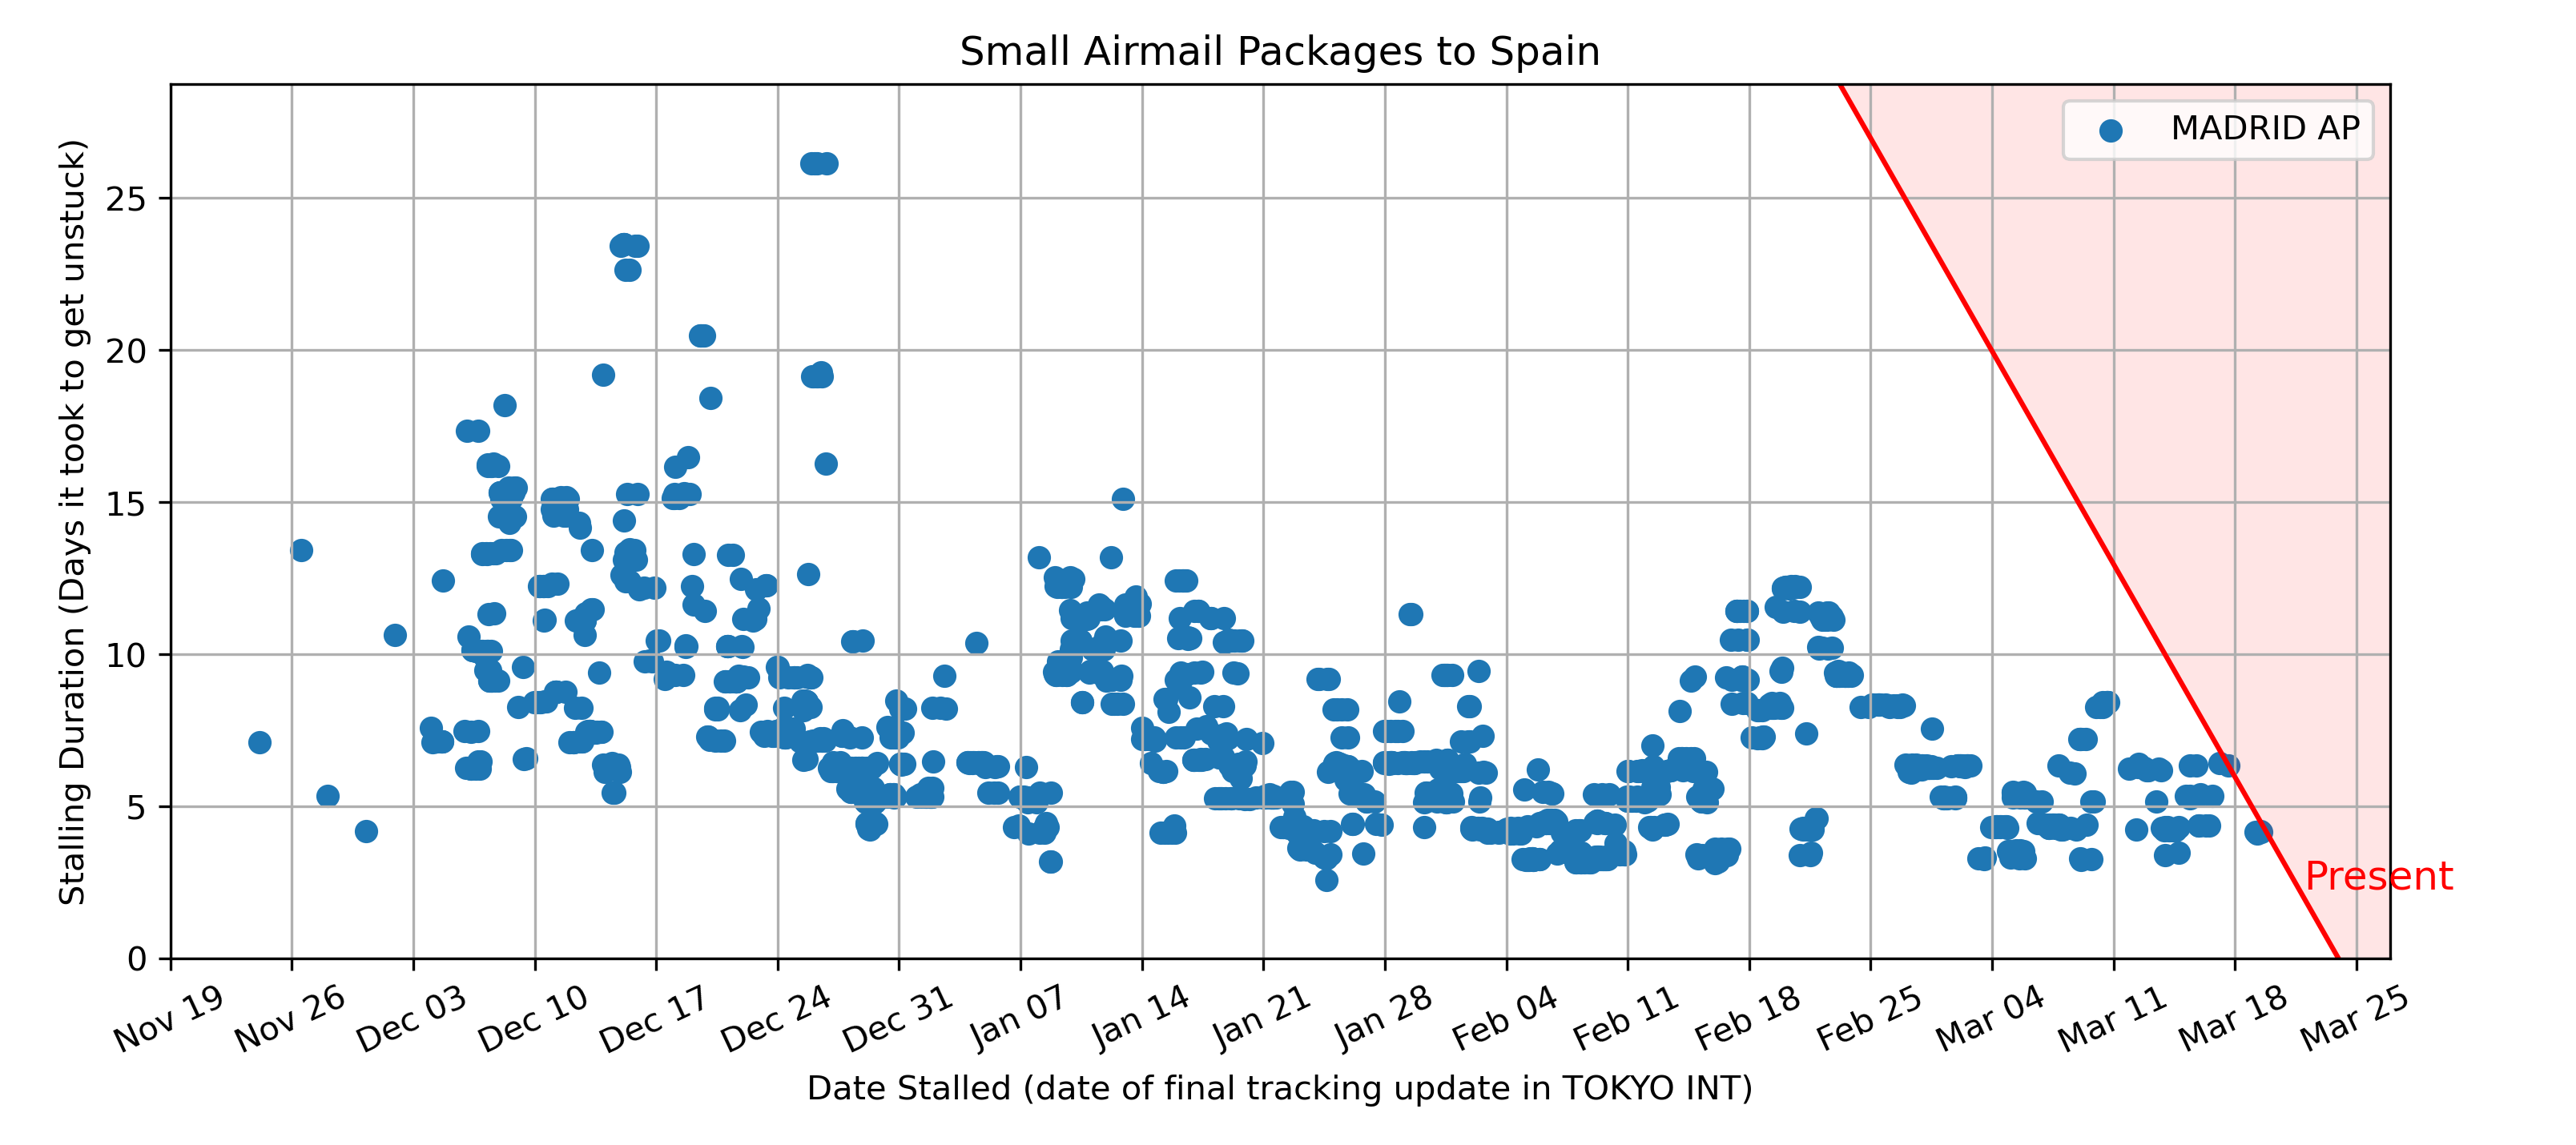 Small Airmail Packages to Spain
MADRID AP
Stalling Duration (Days it took to get unstuck)
25
20
15
10
5
0
Present
Nov 19
Nov 26
Dec 03
Dec 10
Dec 17
Dec 24
Dec 31
Jan 07
Jan 14
Jan 21
Jan 28
Feb 04
Feb 11
Feb 18
Feb 25
Mar 04
Mar 11
Mar 18
Mar 25
Date Stalled (date of final tracking update in TOKYO INT)